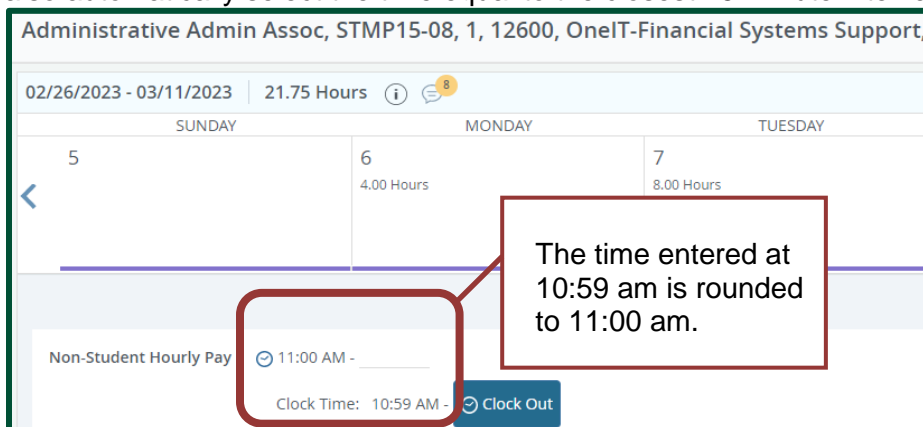 Administrative Admin Assoc, STMP15-08, 1, 12600, OneIT-Financial Systems Support,
02/26/2023 - 03/11/2023 21.75 Hours 8
SUNDAY MONDAY TUESDAY
5 6 7
4.00 Hours 8.00 Hours
The time entered at
10:59 am is rounded
to 11:00 am.
Non-Student Hourly Pay 11:00 AM -
Clock Time: 10:59 AM - Clock Out